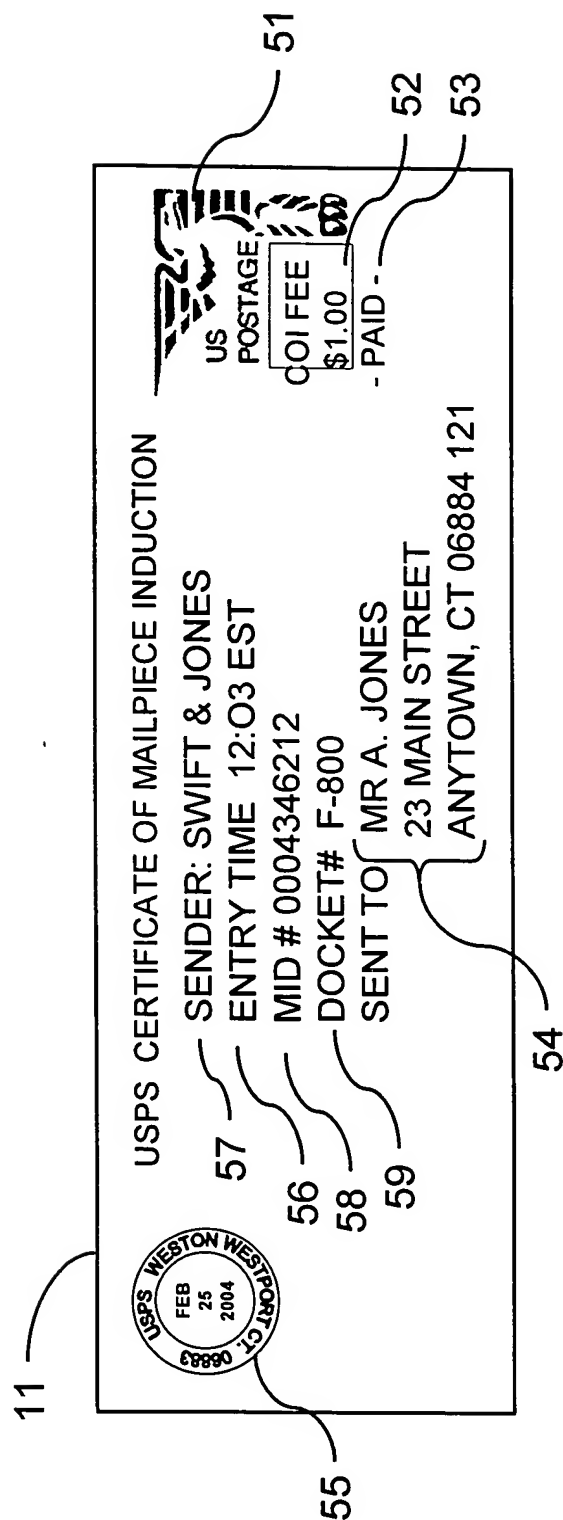 11
USPS CERTIFICATE OF MAILPIECE INDUCTION
USPS WESTON WESTPORT CT. 06883
FEB
25
2004
55
SENDER: SWIFT & JONES
57
ENTRY TIME 12:O3 EST
56
MID # 0004346212
58
DOCKET# F-800
59
SENT TO MR A. JONES
23 MAIN STREET
ANYTOWN, CT 06884 121
54
US
POSTAGE
51
COI FEE
$1.00
52
- PAID -
53